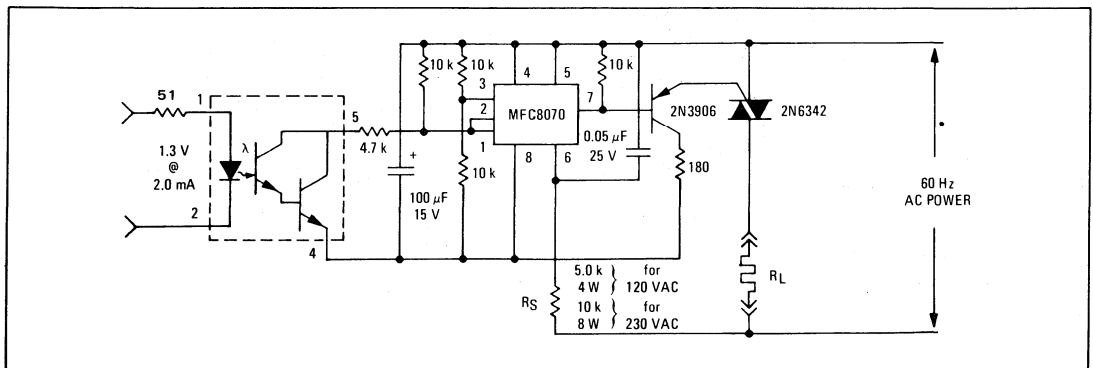 51
1
1.3 V
@
2.0 mA
2
λ
5
4.7 k
4
+
100 μF
15 V
10 k
10 k
10 k
3
2
1
4
5
MFC8070
8
6
7
10 k
0.05 μF
25 V
2N3906
2N6342
180
RS
5.0 k } for
4 W } 120 VAC
10 k } for
8 W } 230 VAC
RL
60 Hz
AC POWER